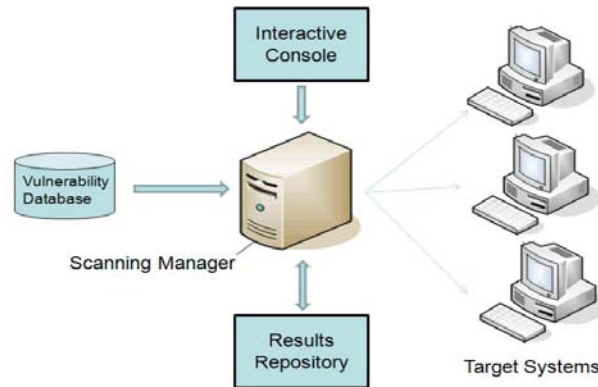 Interactive
Console
Vulnerability
Database
Scanning Manager
Results
Repository
Target Systems